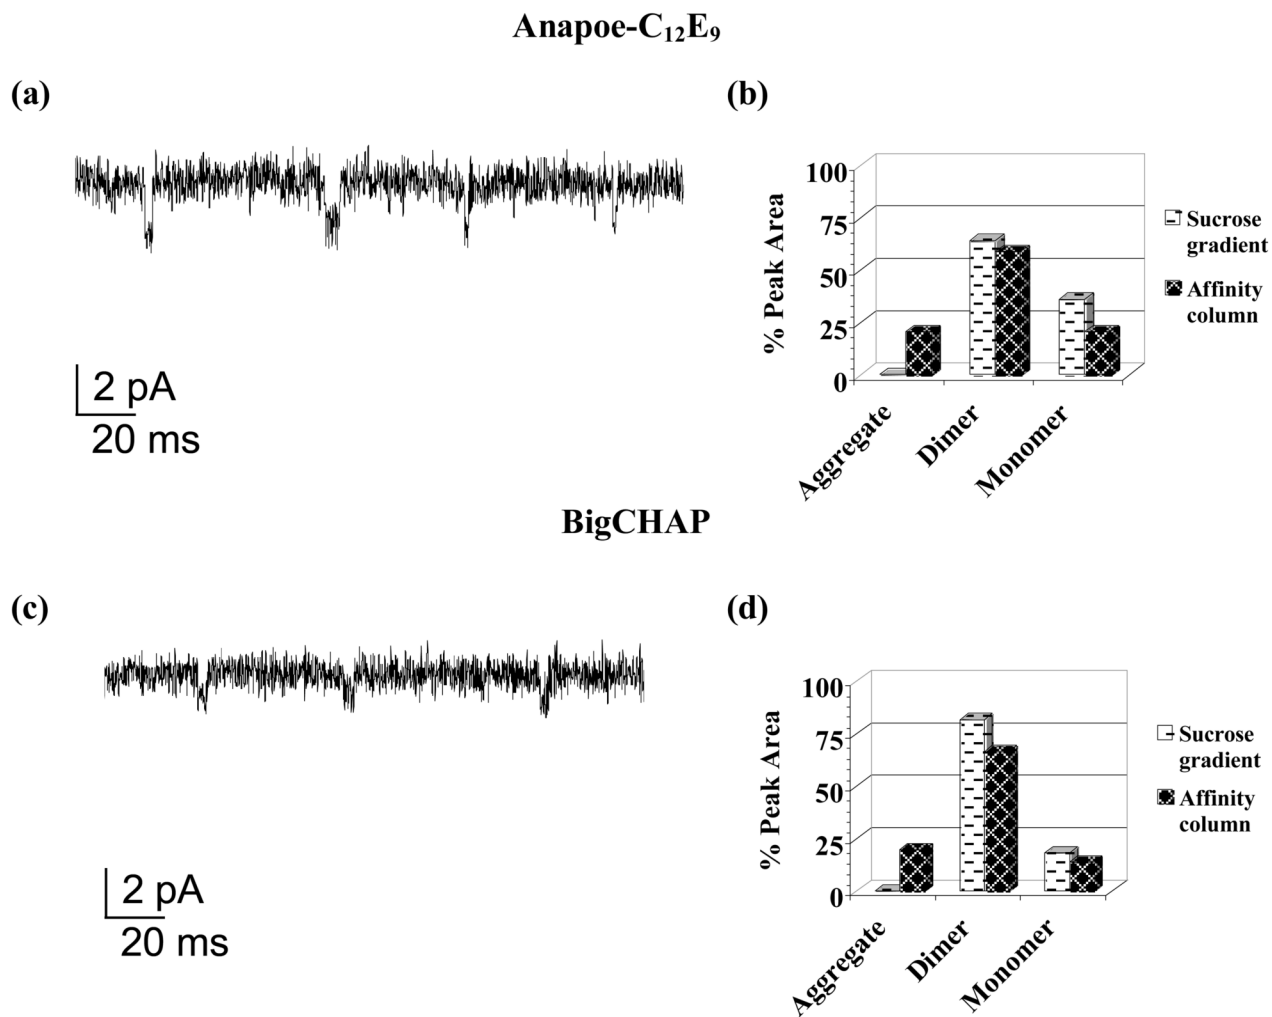 Anapoe-C₁₂E₉
(a)
2 pA
20 ms
(b)
% Peak Area
100
75
50
25
0
Aggregate
Dimer
Monomer
Sucrose
gradient
Affinity
column
BigCHAP
(c)
2 pA
20 ms
(d)
% Peak Area
100
75
50
25
0
Aggregate
Dimer
Monomer
Sucrose
gradient
Affinity
column